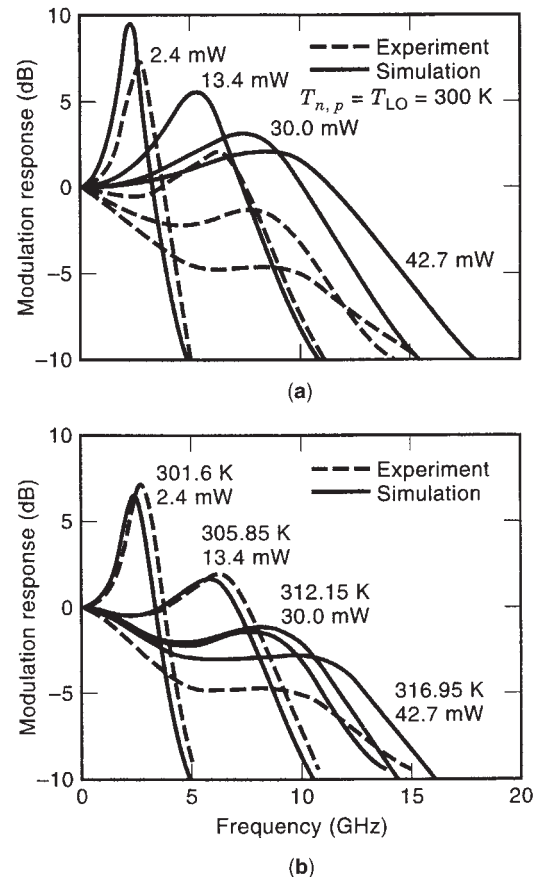 10
5
0
−5
−10
Modulation response (dB)
2.4 mW
13.4 mW
30.0 mW
42.7 mW
Experiment
Simulation
T_{n, p} = T_{LO} = 300 K
(a)
10
5
0
−5
−10
Modulation response (dB)
301.6 K
2.4 mW
305.85 K
13.4 mW
312.15 K
30.0 mW
316.95 K
42.7 mW
Experiment
Simulation
0
5
10
15
20
Frequency (GHz)
(b)